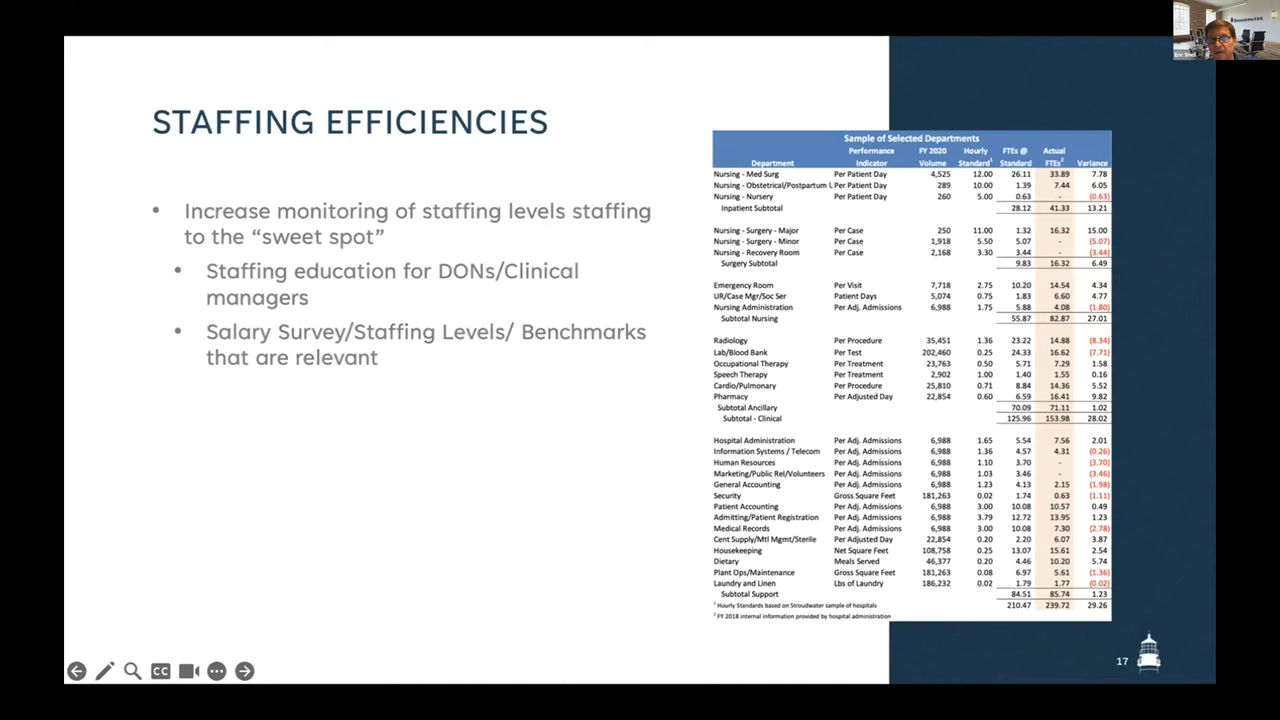 STAFFING EFFICIENCIES
• Increase monitoring of staffing levels staffing
to the “sweet spot”
• Staffing education for DONs/Clinical
managers
• Salary Survey/Staffing Levels/ Benchmarks
that are relevant
Sample of Selected Departments
Performance FY 2020 Hourly FTEs @ Actual
Department Indicator Volume Standard¹ Standard FTEs² Variance
Nursing - Med Surg Per Patient Day 4,525 12.00 26.11 33.89 7.78
Nursing - Obstetrical/Postpartum U Per Patient Day 289 10.00 1.39 7.44 6.05
Nursing - Nursery Per Patient Day 260 5.00 0.63 - (0.63)
Inpatient Subtotal 28.12 41.33 13.21
Nursing - Surgery - Major Per Case 250 11.00 1.32 16.32 15.00
Nursing - Surgery - Minor Per Case 1,918 5.50 5.07 - (5.07)
Nursing - Recovery Room Per Case 2,168 3.30 3.44 - (3.44)
Surgery Subtotal 9.83 16.32 6.49
Emergency Room Per Visit 7,718 2.75 10.20 14.54 4.34
UR/Case Mgr/Soc Ser Patient Days 5,074 0.75 1.83 6.60 4.77
Nursing Administration Per Adj. Admissions 6,988 1.75 5.88 4.08 (1.80)
Subtotal Nursing 55.87 82.87 27.01
Radiology Per Procedure 35,451 1.36 23.22 14.88 (8.34)
Lab/Blood Bank Per Test 202,460 0.25 24.33 16.62 (7.71)
Occupational Therapy Per Treatment 23,763 0.50 5.71 7.29 1.58
Speech Therapy Per Treatment 2,902 1.00 1.40 1.55 0.16
Cardio/Pulmonary Per Procedure 25,810 0.71 8.84 14.36 5.52
Pharmacy Per Adjusted Day 22,854 0.60 6.59 16.41 9.82
Subtotal Ancillary 70.09 71.11 1.02
Subtotal - Clinical 125.96 153.98 28.02
Hospital Administration Per Adj. Admissions 6,988 1.65 5.54 7.56 2.01
Information Systems / Telecom Per Adj. Admissions 6,988 1.36 4.57 4.31 (0.26)
Human Resources Per Adj. Admissions 6,988 1.10 3.70 - (3.70)
Marketing/Public Rel/Volunteers Per Adj. Admissions 6,988 1.03 3.46 - (3.46)
General Accounting Per Adj. Admissions 6,988 1.23 4.13 2.15 (1.98)
Security Gross Square Feet 181,263 0.02 1.74 0.63 (1.11)
Patient Accounting Per Adj. Admissions 6,988 3.00 10.08 10.57 0.49
Admitting/Patient Registration Per Adj. Admissions 6,988 3.79 12.72 13.95 1.23
Medical Records Per Adj. Admissions 6,988 3.00 10.08 7.30 (2.78)
Cent Supply/Mtl Mgmt/Sterile Per Adjusted Day 22,854 0.20 2.20 6.07 3.87
Housekeeping Net Square Feet 108,758 0.25 13.07 15.61 2.54
Dietary Meals Served 46,377 0.20 4.46 10.20 5.74
Plant Ops/Maintenance Gross Square Feet 181,263 0.08 6.97 5.61 (1.36)
Laundry and Linen Lbs of Laundry 186,232 0.02 1.79 1.77 (0.02)
Subtotal Support 84.51 85.74 1.23
¹ Hourly Standards based on Stroudwater sample of hospitals 210.47 239.72 29.26
² FY 2018 internal information provided by hospital administration
17
CC
Eric Shell